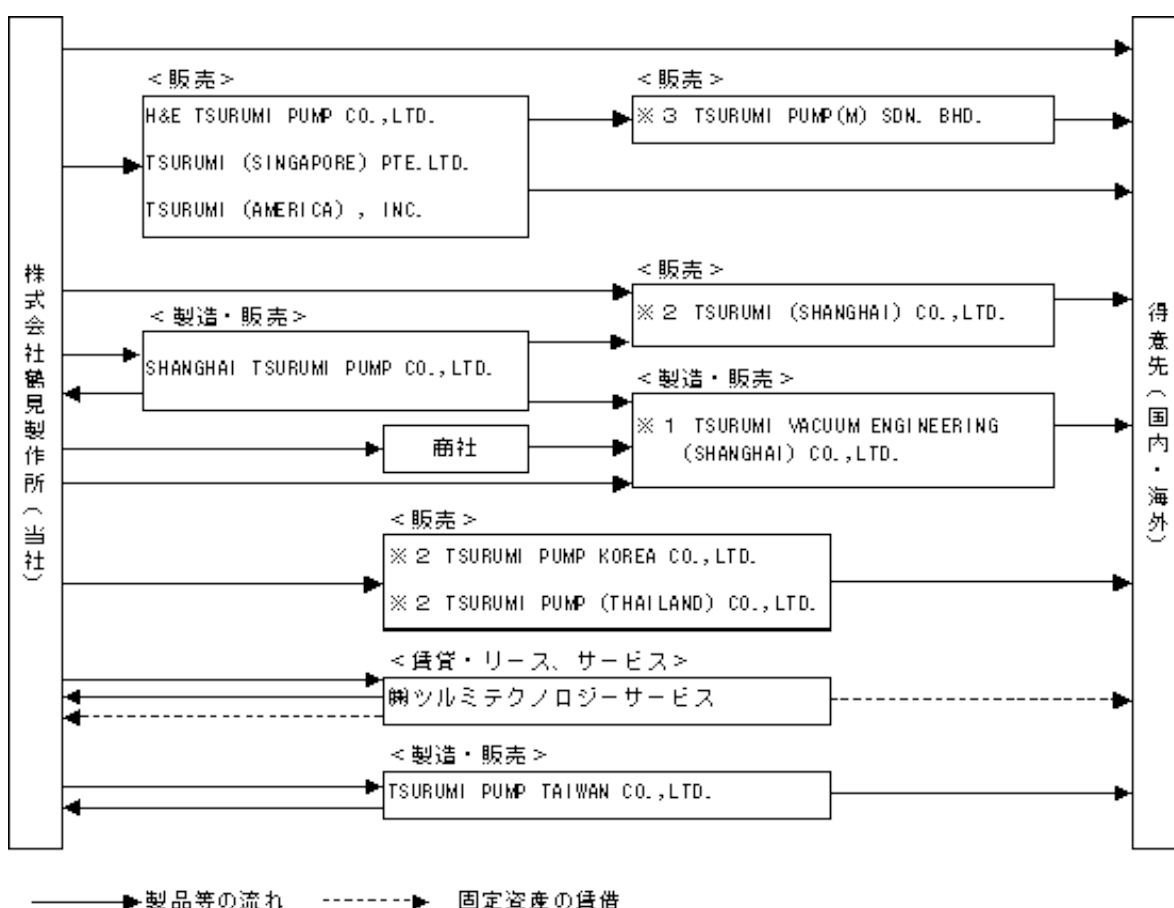 株式会社鶴見製作所（当社）
＜販売＞
H&E TSURUMI PUMP CO.,LTD.
TSURUMI (SINGAPORE) PTE.LTD.
TSURUMI (AMERICA) , INC.
＜販売＞
※３ TSURUMI PUMP(M) SDN. BHD.
＜販売＞
※２ TSURUMI (SHANGHAI) CO.,LTD.
＜製造・販売＞
SHANGHAI TSURUMI PUMP CO.,LTD.
＜製造・販売＞
※１ TSURUMI VACUUM ENGINEERING
(SHANGHAI) CO.,LTD.
商社
＜販売＞
※２ TSURUMI PUMP KOREA CO.,LTD.
※２ TSURUMI PUMP (THAILAND) CO.,LTD.
＜賃貸・リース、サービス＞
㈱ツルミテクノロジーサービス
＜製造・販売＞
TSURUMI PUMP TAIWAN CO.,LTD.
得意先（国内・海外）
製品等の流れ
固定資産の賃借